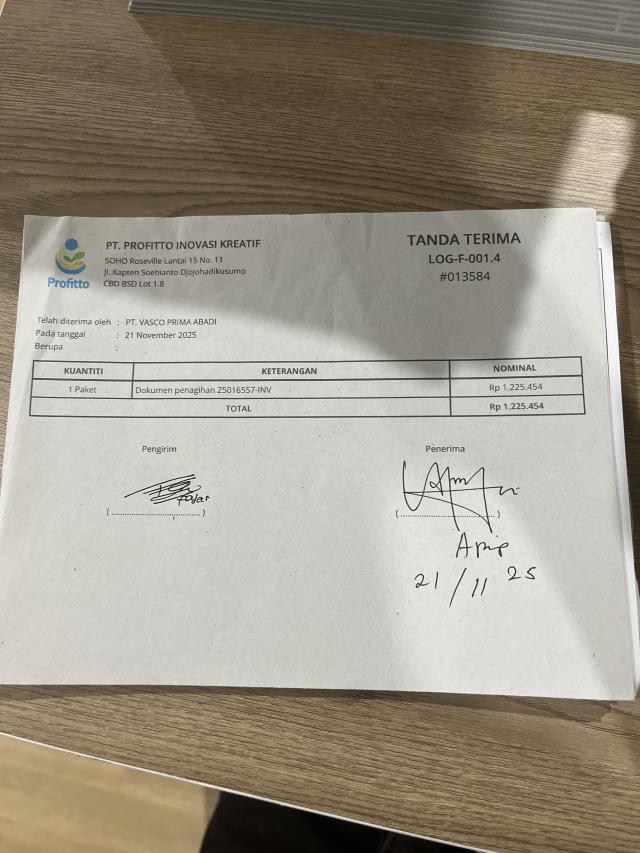 PT. PROFITTO INOVASI KREATIF
SOHO Roseville Lantai 15 No. 11
Jl. Kapten Soebianto Djojohadikusumo
CBD BSD Lot 1.8
Profitto
TANDA TERIMA
LOG-F-001.4
#013584
Telah diterima oleh : PT. VASCO PRIMA ABADI
Pada tanggal : 21 November 2025
Berupa :
KUANTITI KETERANGAN NOMINAL
1 Paket Dokumen penagihan 25016557-INV Rp 1.225.454
TOTAL Rp 1.225.454
Pengirim Penerima
(........................) (........................)
21/11 25